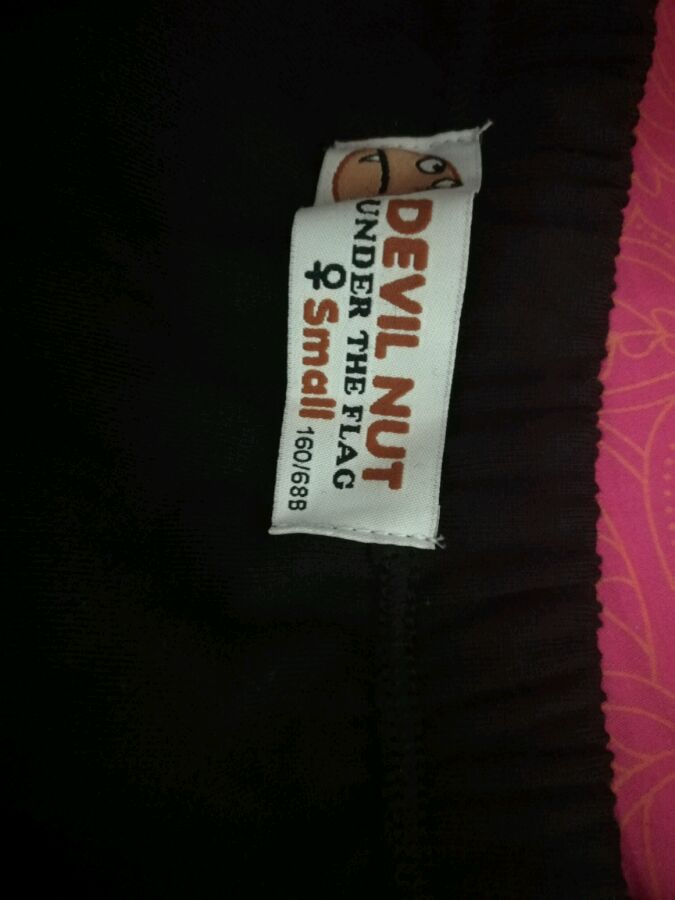 DEVIL NUT
UNDER THE FLAG
♀ Small
160/68B